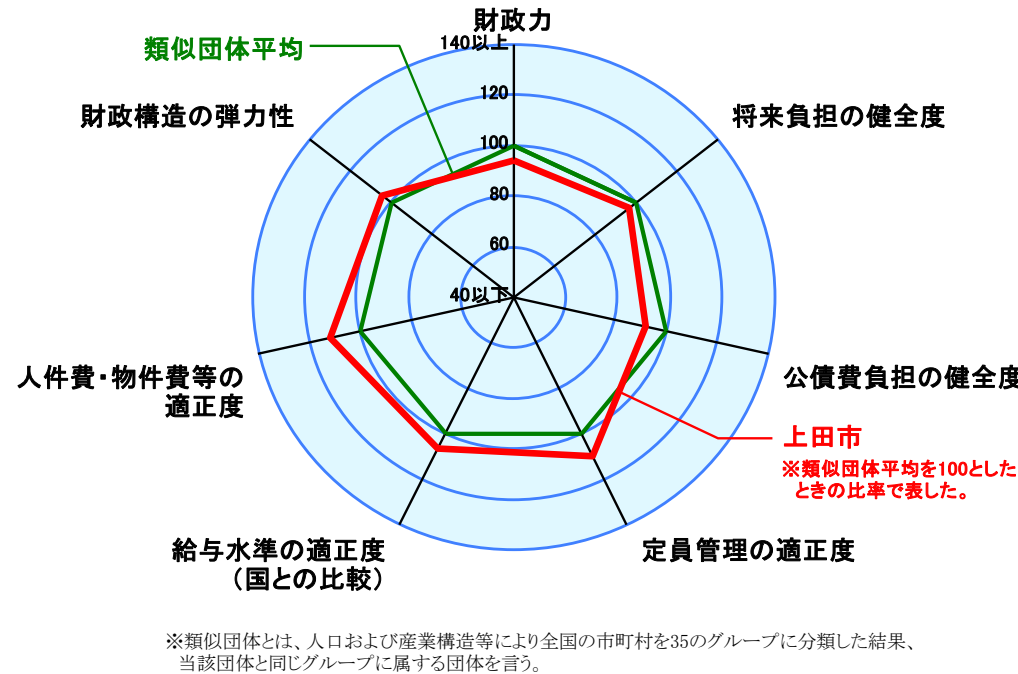 財政力
140以上
類似団体平均
120
財政構造の弾力性
将来負担の健全度
100
80
60
40以下
人件費・物件費等の
適正度
公債費負担の健全度
上田市
※類似団体平均を100とした
ときの比率で表した。
給与水準の適正度
（国との比較）
定員管理の適正度
※類似団体とは、人口および産業構造等により全国の市町村を35のグループに分類した結果、
当該団体と同じグループに属する団体を言う。